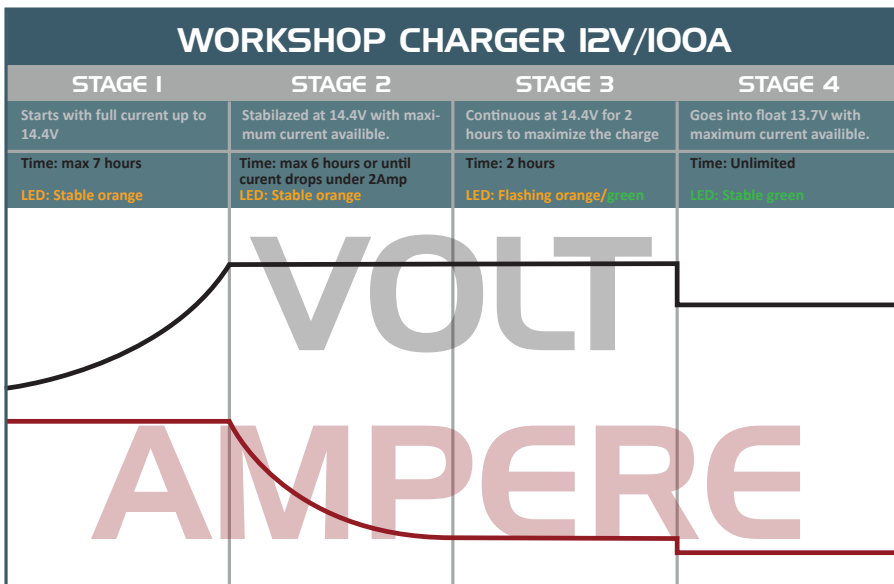 WORKSHOP CHARGER 12V/100A
STAGE 1
STAGE 2
STAGE 3
STAGE 4
Starts with full current up to
14.4V
Stabilazed at 14.4V with maxi-
mum current availible.
Continuous at 14.4V for 2
hours to maximize the charge
Goes into float 13.7V with
maximum current availible.
Time: max 7 hours
LED: Stable orange
Time: max 6 hours or until
curent drops under 2Amp
LED: Stable orange
Time: 2 hours
LED: Flashing orange/green
Time: Unlimited
LED: Stable green
VOLT
AMPERE